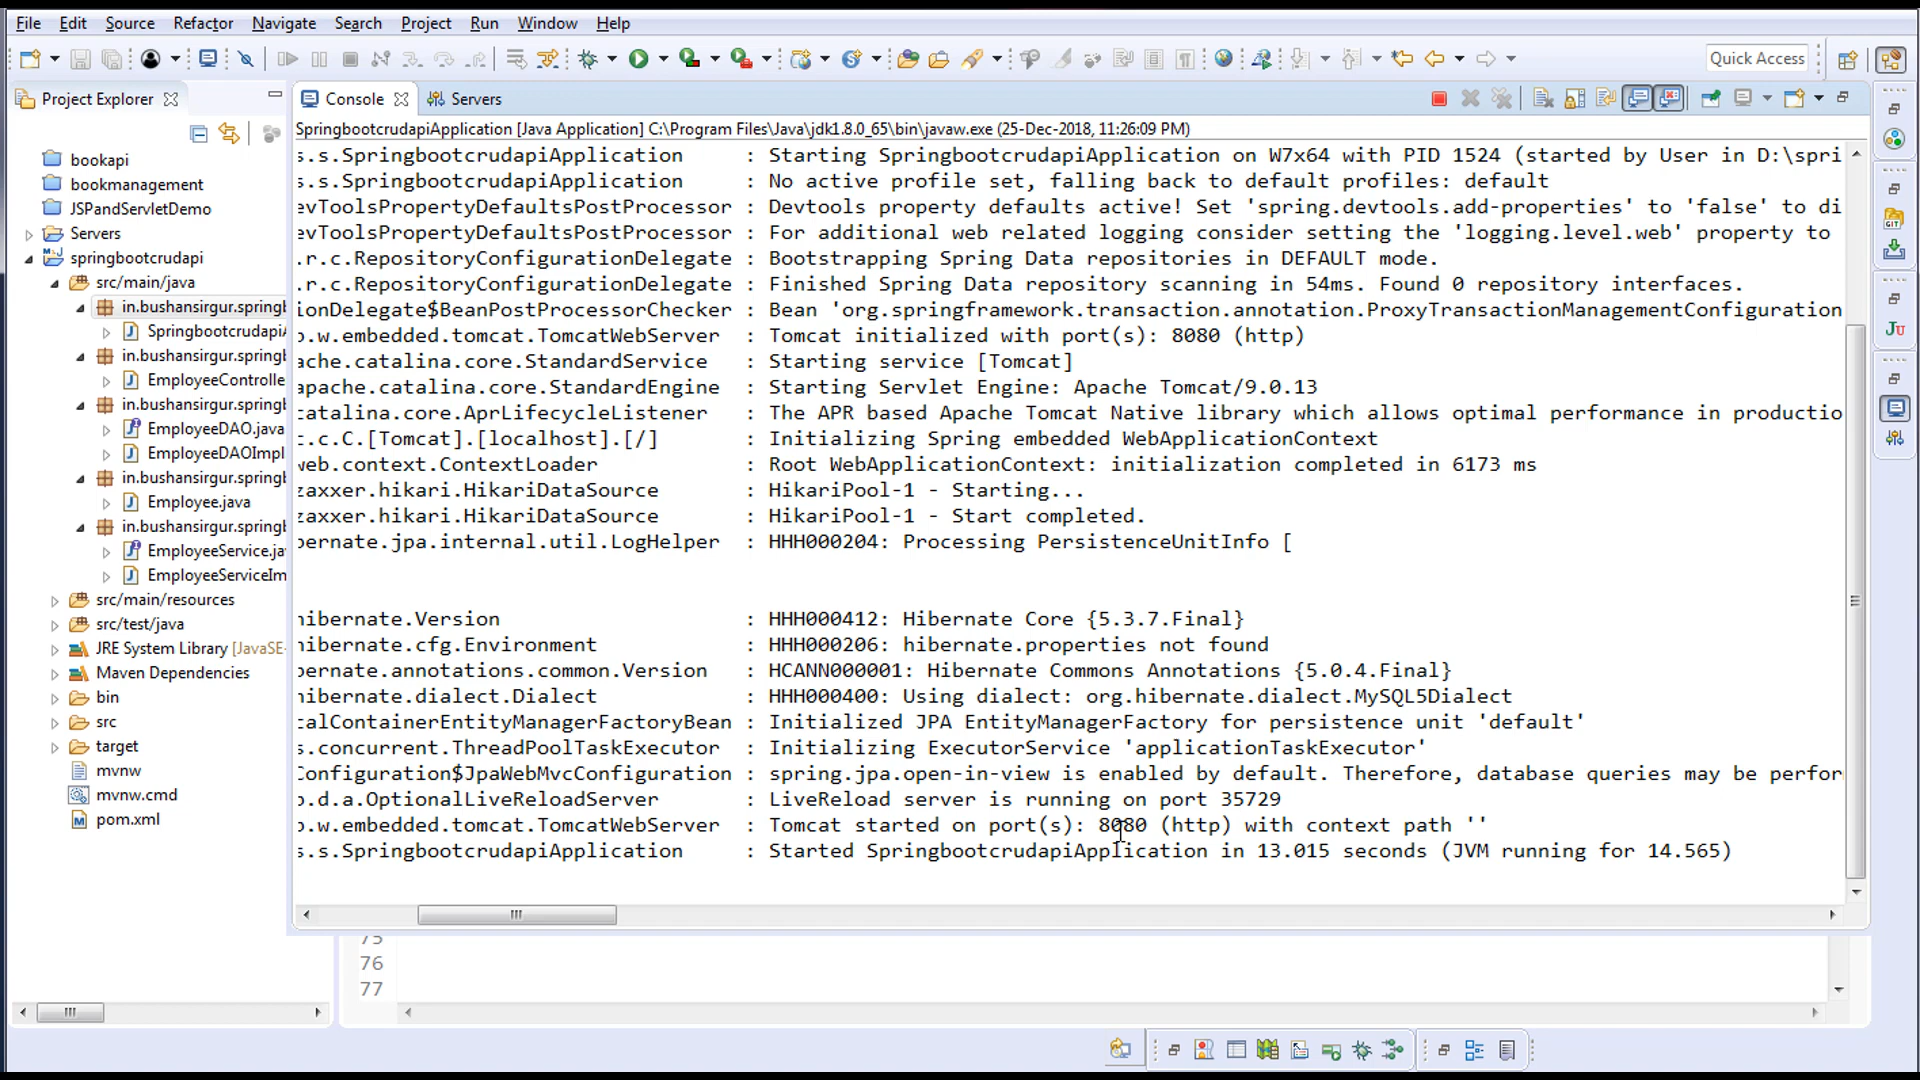 File Edit Source Refactor Navigate Search Project Run Window Help
Quick Access
Project Explorer
bookapi
bookmanagement
JSPandServletDemo
Servers
springbootcrudapi
src/main/java
in.bushansirgur.springb
Springbootcrudapi
in.bushansirgur.springb
EmployeeControlle
in.bushansirgur.springb
EmployeeDAO.java
EmployeeDAOImpl
in.bushansirgur.springb
Employee.java
in.bushansirgur.springb
EmployeeService.ja
EmployeeServiceIm
src/main/resources
src/test/java
JRE System Library [JavaSE-
Maven Dependencies
bin
src
target
mvnw
mvnw.cmd
pom.xml
Console Servers
SpringbootcrudapiApplication [Java Application] C:\Program Files\Java\jdk1.8.0_65\bin\javaw.exe (25-Dec-2018, 11:26:09 PM)
s.s.SpringbootcrudapiApplication : Starting SpringbootcrudapiApplication on W7x64 with PID 1524 (started by User in D:\spri
s.s.SpringbootcrudapiApplication : No active profile set, falling back to default profiles: default
evToolsPropertyDefaultsPostProcessor : Devtools property defaults active! Set 'spring.devtools.add-properties' to 'false' to di
evToolsPropertyDefaultsPostProcessor : For additional web related logging consider setting the 'logging.level.web' property to
.r.c.RepositoryConfigurationDelegate : Bootstrapping Spring Data repositories in DEFAULT mode.
.r.c.RepositoryConfigurationDelegate : Finished Spring Data repository scanning in 54ms. Found 0 repository interfaces.
ionDelegate$BeanPostProcessorChecker : Bean 'org.springframework.transaction.annotation.ProxyTransactionManagementConfiguration
o.w.embedded.tomcat.TomcatWebServer : Tomcat initialized with port(s): 8080 (http)
ache.catalina.core.StandardService : Starting service [Tomcat]
apache.catalina.core.StandardEngine : Starting Servlet Engine: Apache Tomcat/9.0.13
catalina.core.AprLifecycleListener : The APR based Apache Tomcat Native library which allows optimal performance in productio
c.c.C.[Tomcat].[localhost].[/] : Initializing Spring embedded WebApplicationContext
web.context.ContextLoader : Root WebApplicationContext: initialization completed in 6173 ms
zaxxer.hikari.HikariDataSource : HikariPool-1 - Starting...
zaxxer.hikari.HikariDataSource : HikariPool-1 - Start completed.
bernate.jpa.internal.util.LogHelper : HHH000204: Processing PersistenceUnitInfo [
hibernate.Version : HHH000412: Hibernate Core {5.3.7.Final}
hibernate.cfg.Environment : HHH000206: hibernate.properties not found
bernate.annotations.common.Version : HCANN000001: Hibernate Commons Annotations {5.0.4.Final}
hibernate.dialect.Dialect : HHH000400: Using dialect: org.hibernate.dialect.MySQL5Dialect
calContainerEntityManagerFactoryBean : Initialized JPA EntityManagerFactory for persistence unit 'default'
s.concurrent.ThreadPoolTaskExecutor : Initializing ExecutorService 'applicationTaskExecutor'
Configuration$JpaWebMvcConfiguration : spring.jpa.open-in-view is enabled by default. Therefore, database queries may be perfor
o.d.a.OptionalLiveReloadServer : LiveReload server is running on port 35729
o.w.embedded.tomcat.TomcatWebServer : Tomcat started on port(s): 8080 (http) with context path ''
s.s.SpringbootcrudapiApplication : Started SpringbootcrudapiApplication in 13.015 seconds (JVM running for 14.565)
75
76
77